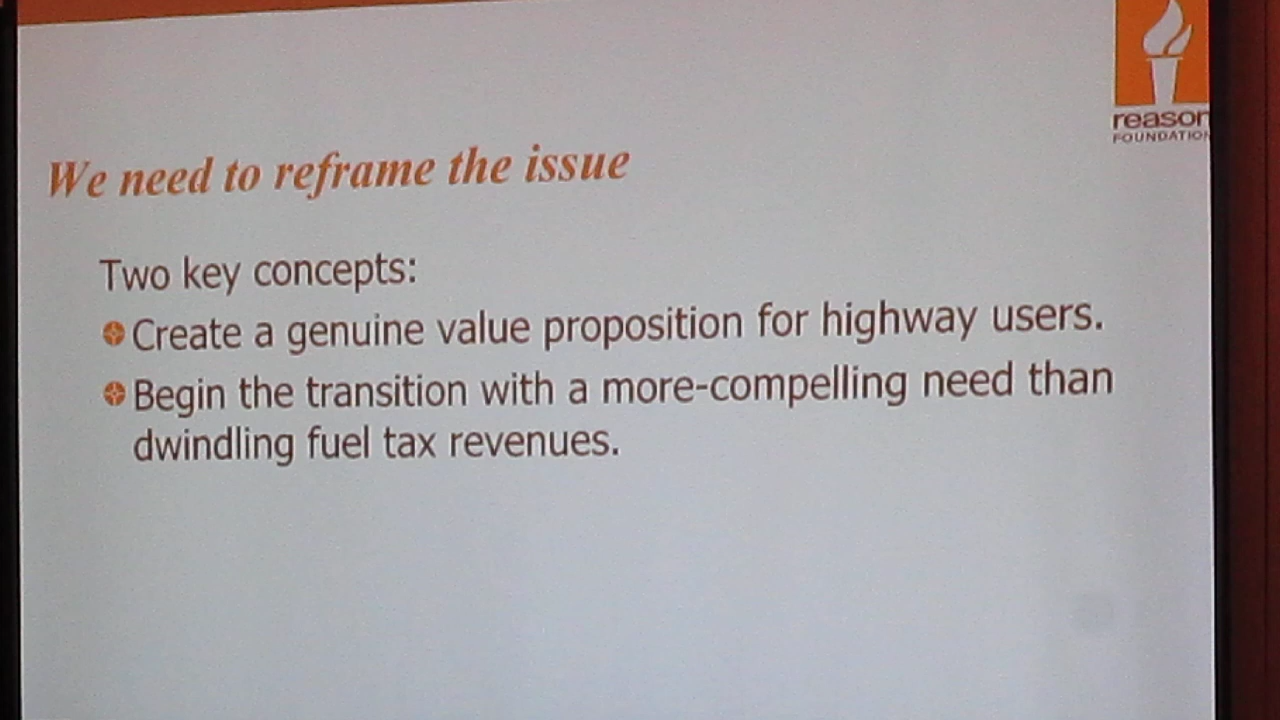 reason
FOUNDATION
We need to reframe the issue
Two key concepts:
Create a genuine value proposition for highway users.
Begin the transition with a more-compelling need than
dwindling fuel tax revenues.